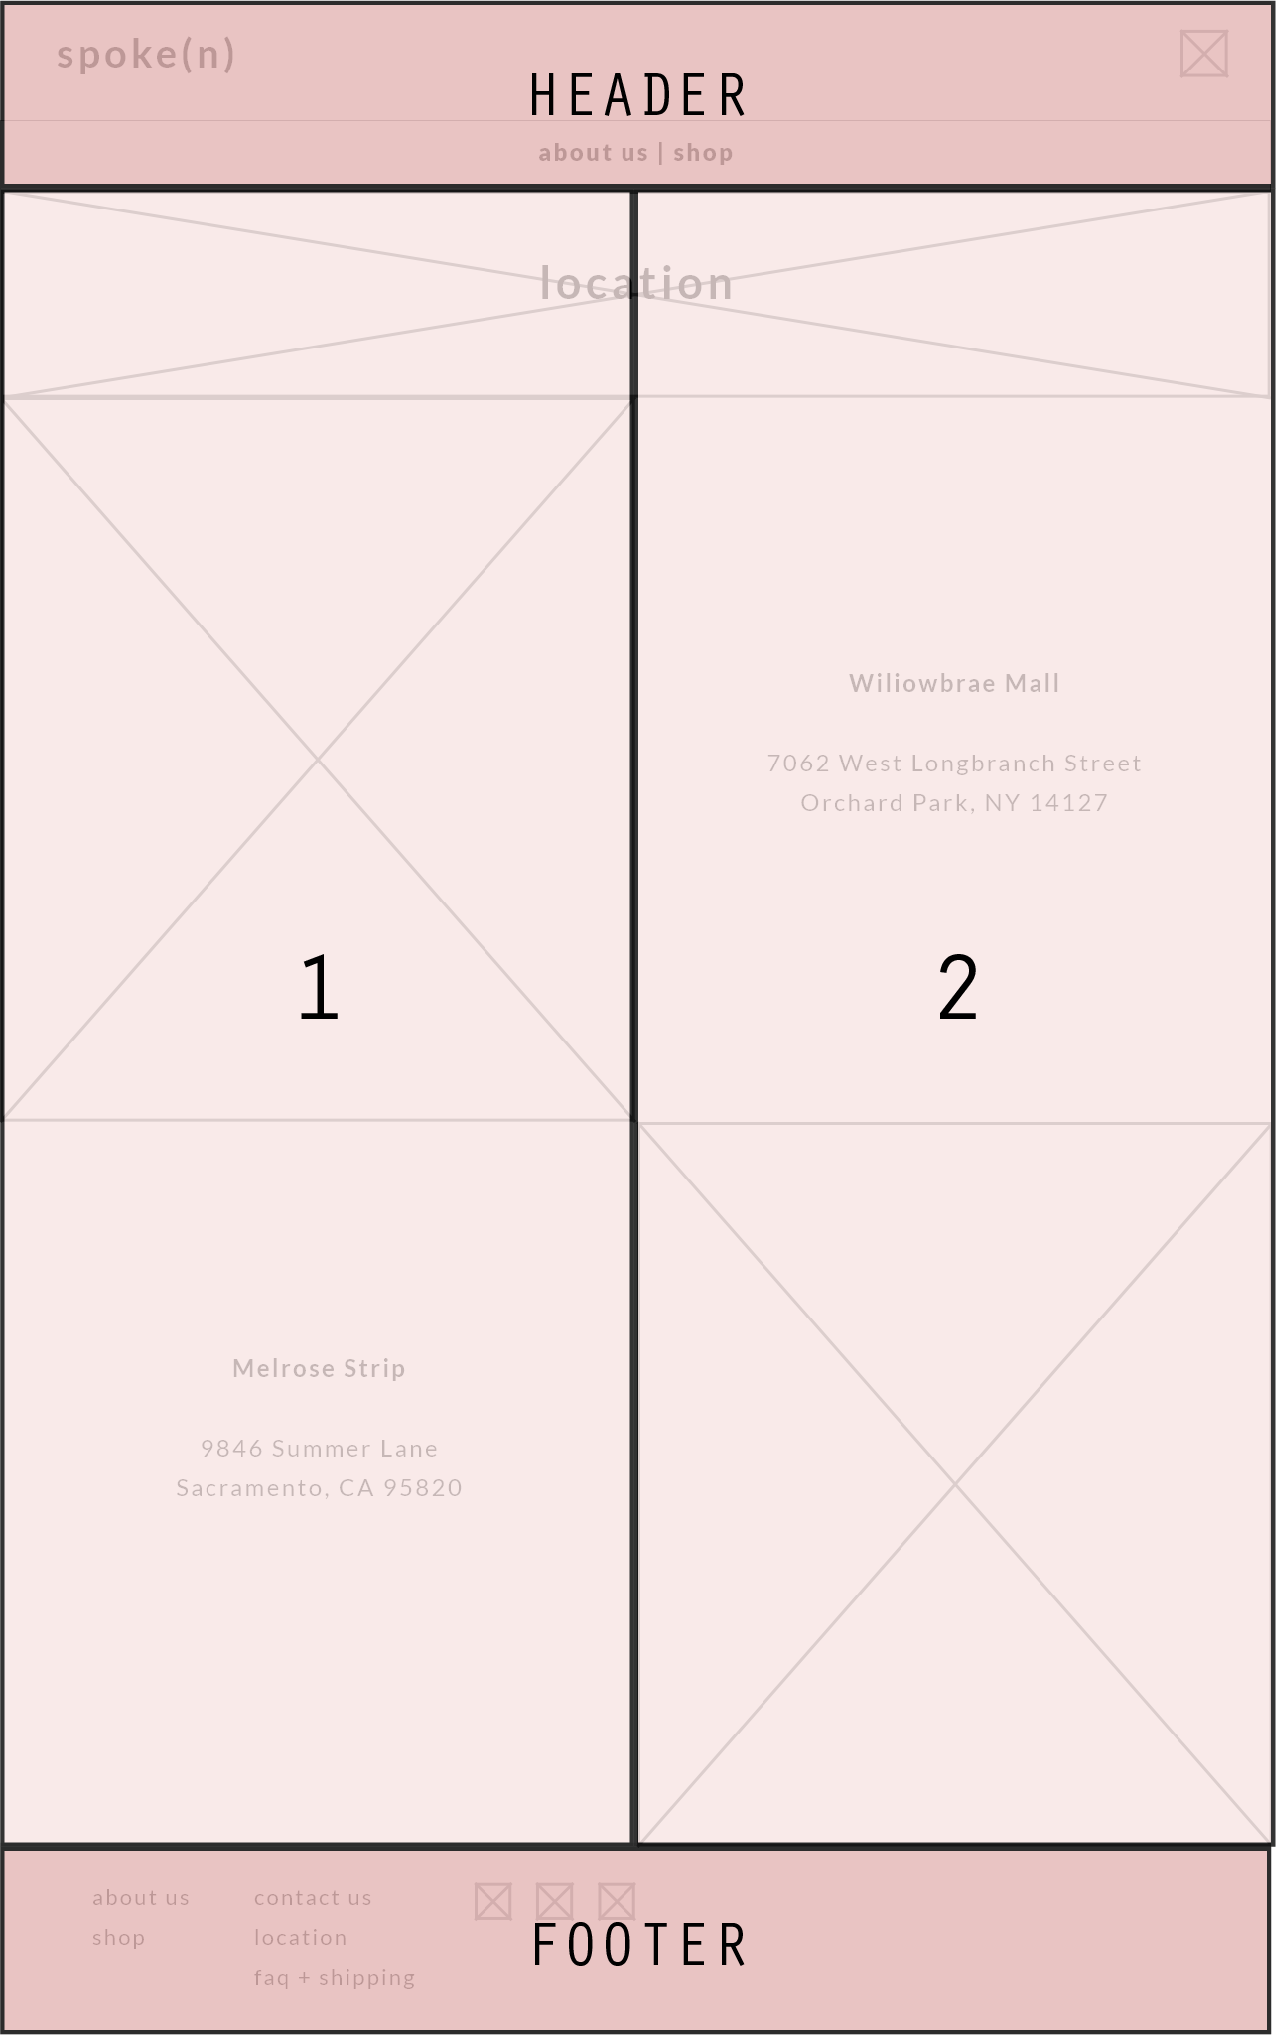 spoke(n)
HEADER
about us | shop
location
Wiliowbrae Mall
7062 West Longbranch Street
Orchard Park, NY 14127
1
2
Melrose Strip
9846 Summer Lane
Sacramento, CA 95820
about us
shop
contact us
location
faq + shipping
FOOTER